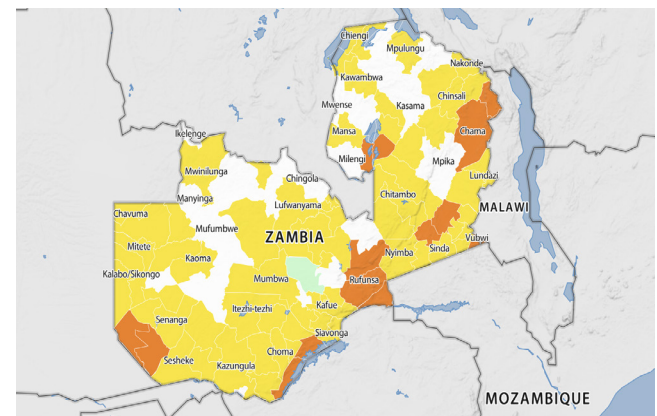 Chiengi
Mpulungu
Nakonde
Kawambwa
Chinsali
Mwense
Kasama
Mansa
Chama
Ikelenge
Milengi
Mpika
Mwinilunga
Lundazi
Chingola
Manyinga
Chitambo
Lufwanyama
MALAWI
Chavuma
Mufumbwe
ZAMBIA
Vubwi
Mitete
Nyimba
Sinda
Kaoma
Kalabo/Sikongo
Mumbwa
Rufunsa
Itezhi-tezhi
Kafue
Senanga
Siavonga
Choma
Sesheke
Kazungula
MOZAMBIQUE